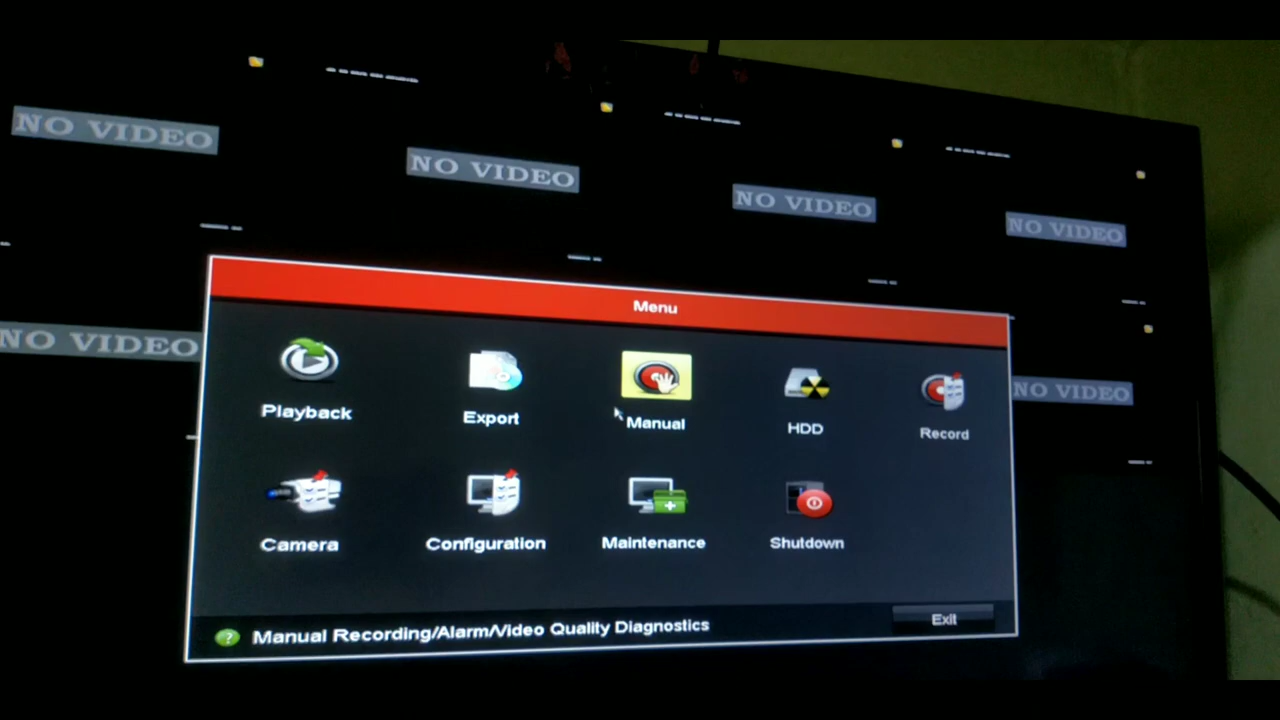 NO VIDEO
NO VIDEO
NO VIDEO
NO VIDEO
NO VIDEO
NO VIDEO
Menu
Playback
Export
Manual
HDD
Record
Camera
Configuration
Maintenance
Shutdown
? Manual Recording/Alarm/Video Quality Diagnostics
Exit